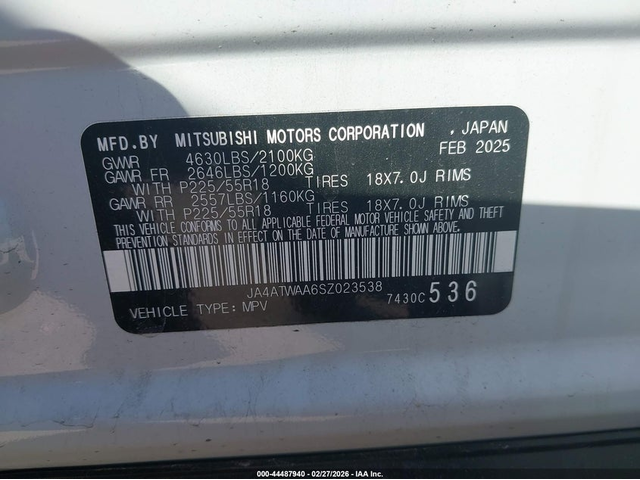 MFD.BY MITSUBISHI MOTORS CORPORATION , JAPAN
GVWR 4630LBS/2100KG FEB 2025
GAWR FR 2646LBS/1200KG
WITH P225/55R18 TIRES 18X7.0J RIMS
GAWR RR 2557LBS/1160KG
WITH P225/55R18 TIRES 18X7.0J RIMS
THIS VEHICLE CONFORMS TO ALL APPLICABLE FEDERAL MOTOR VEHICLE SAFETY AND THEFT
PREVENTION STANDARDS IN EFFECT ON THE DATE OF MANUFACTURE SHOWN ABOVE.
JA4ATWAA6SZ023538
VEHICLE TYPE: MPV 7430C 536
000-44487940 - 02/27/2026 - IAA Inc.